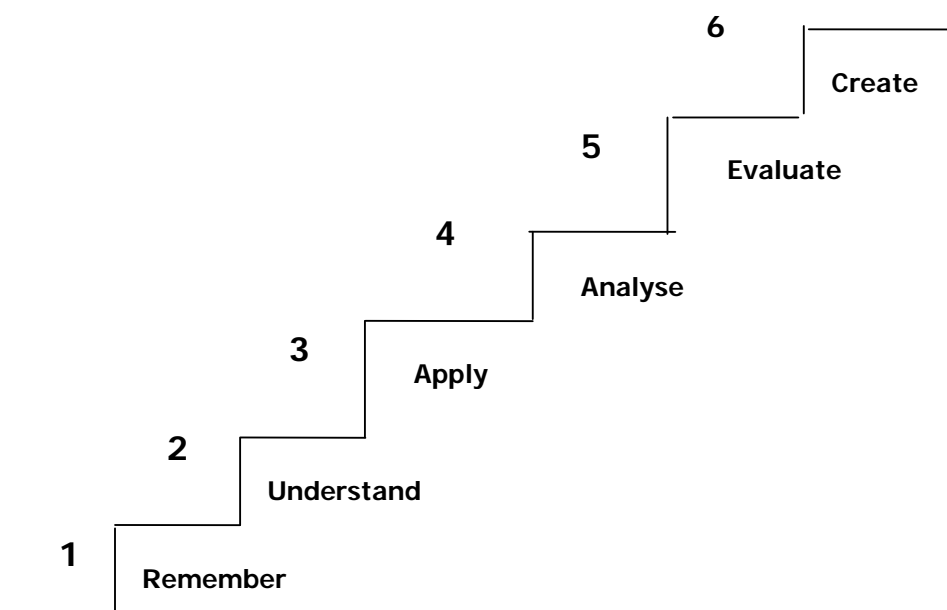 6
Create
5
Evaluate
4
Analyse
3
Apply
2
Understand
1
Remember